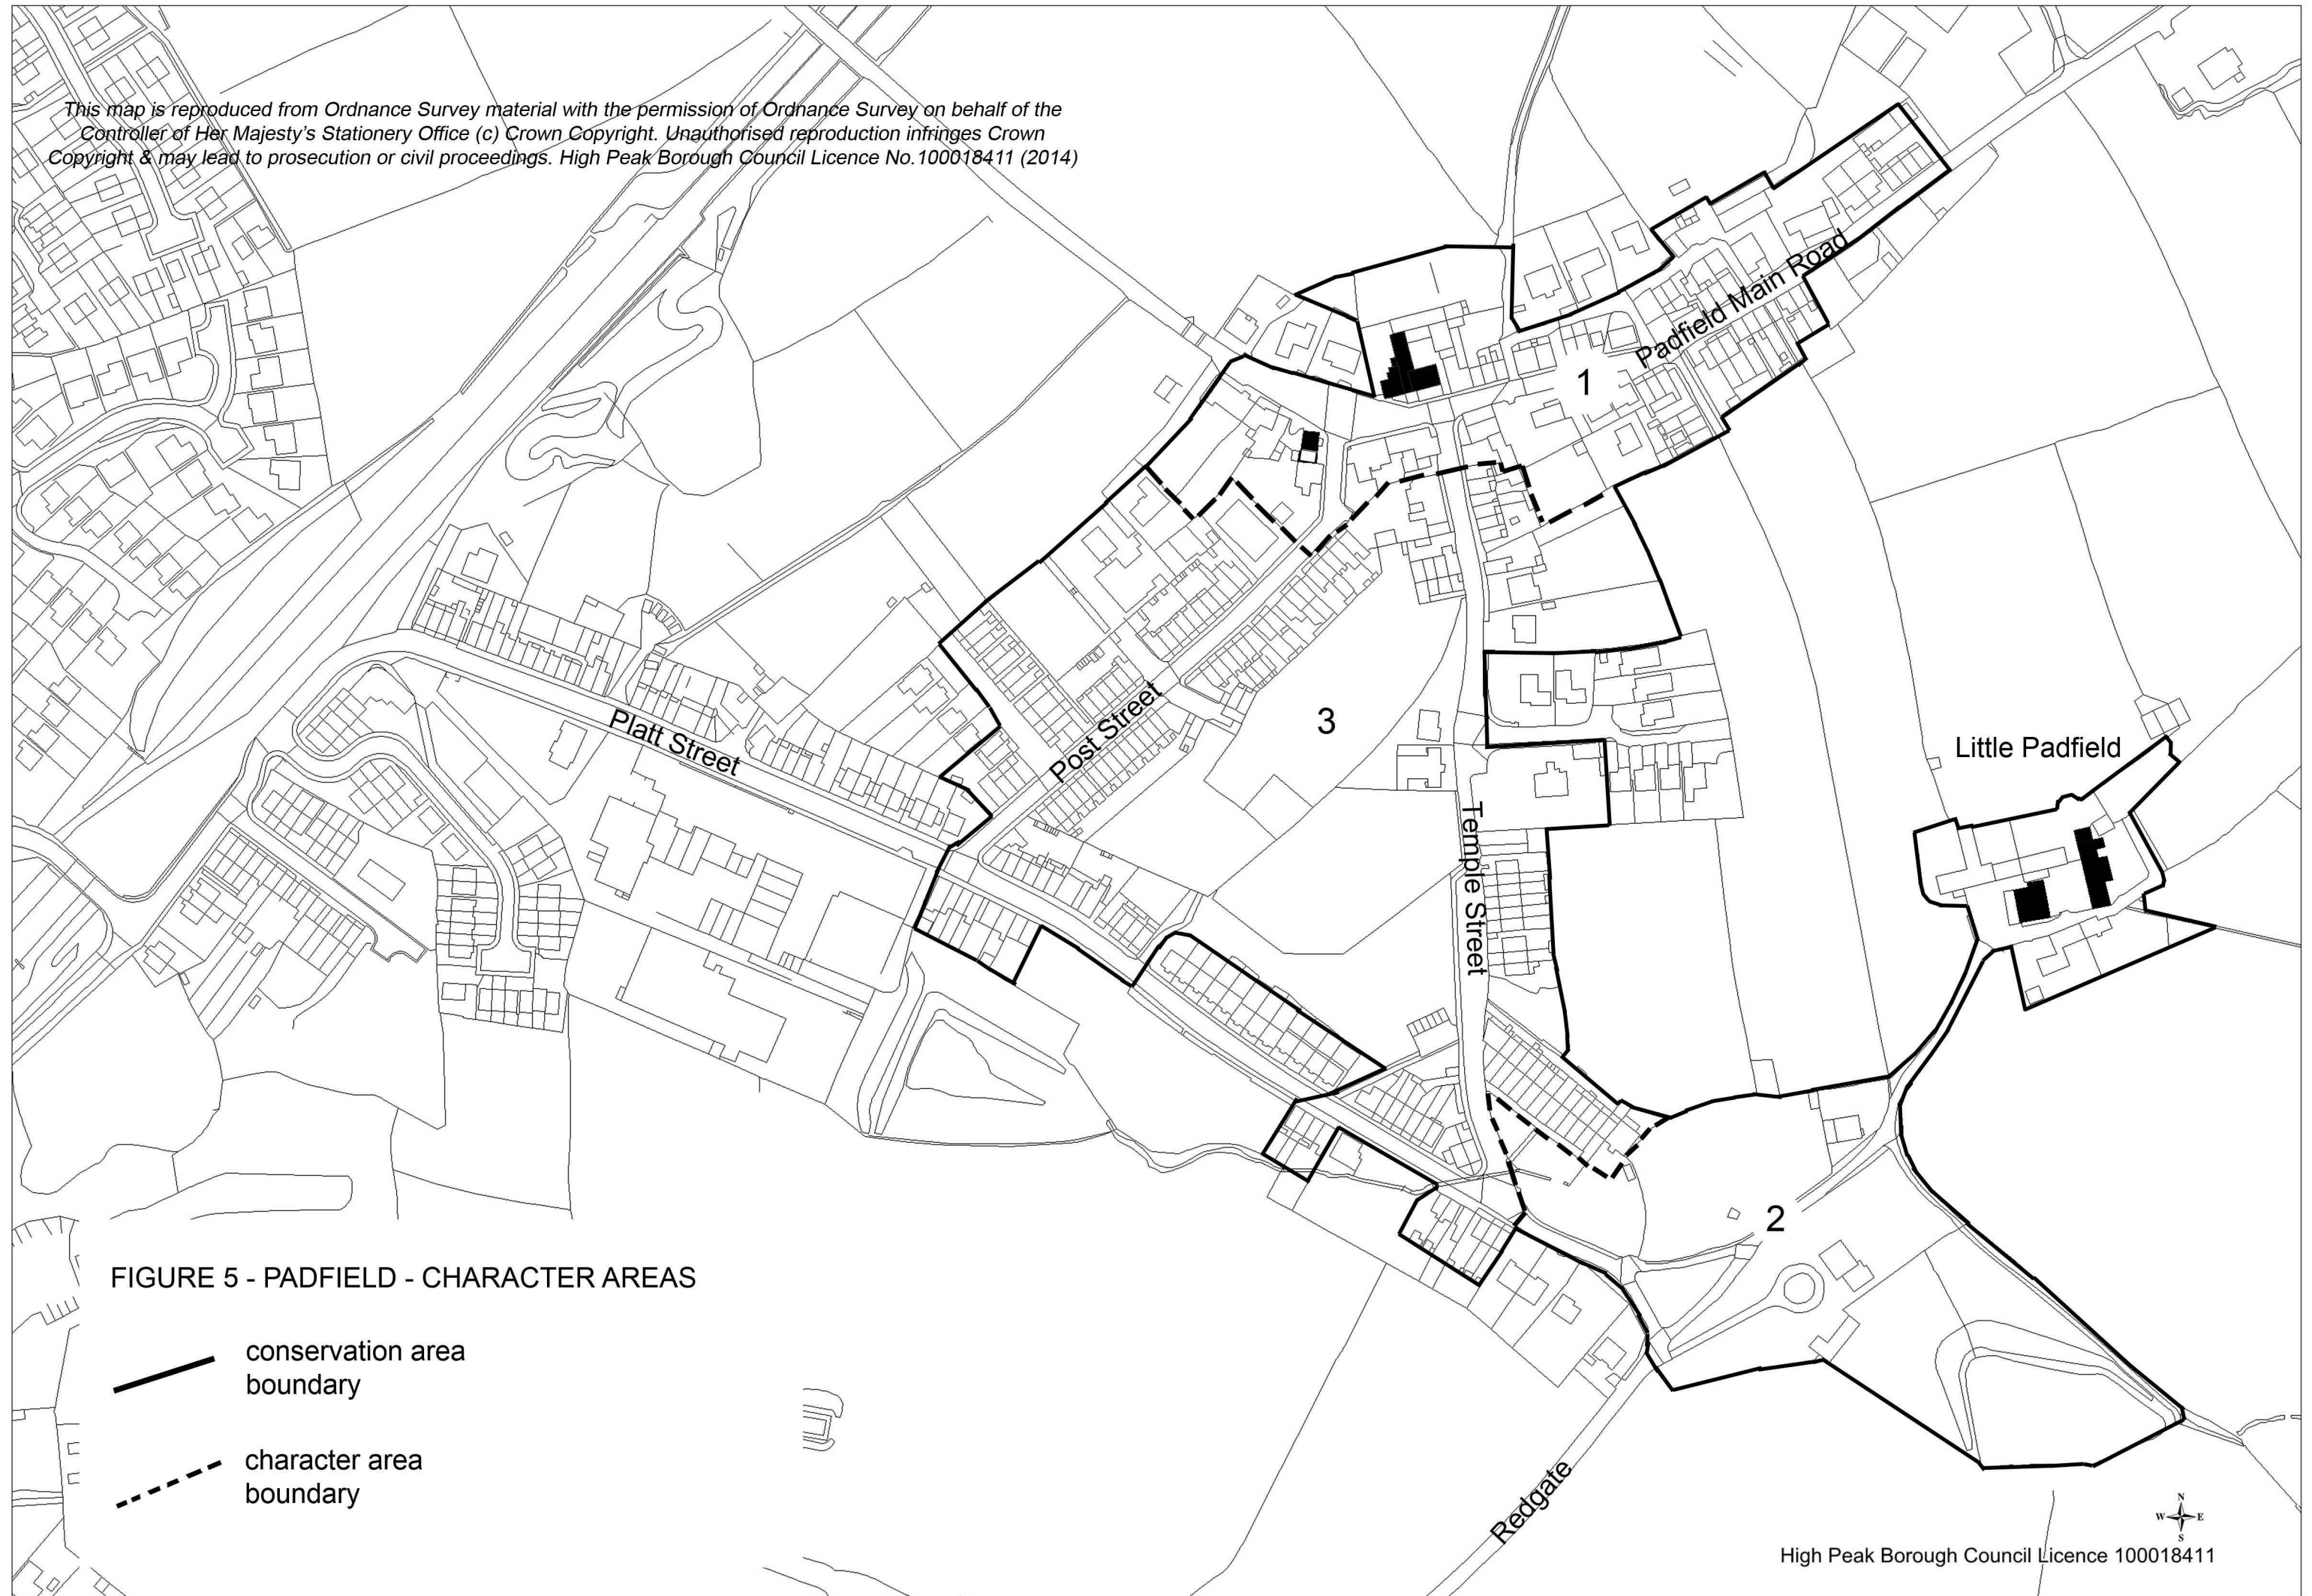 This map is reproduced from Ordnance Survey material with the permission of Ordnance Survey on behalf of the
Controller of Her Majesty's Stationery Office (c) Crown Copyright. Unauthorised reproduction infringes Crown
Copyright & may lead to prosecution or civil proceedings. High Peak Borough Council Licence No.100018411 (2014)
Padfield Main Road
1
Post Street
Platt Street
3
Little Padfield
Temple Street
2
FIGURE 5 - PADFIELD - CHARACTER AREAS
conservation area
boundary
character area
boundary
Redgate
N
W E
S
High Peak Borough Council Licence 100018411